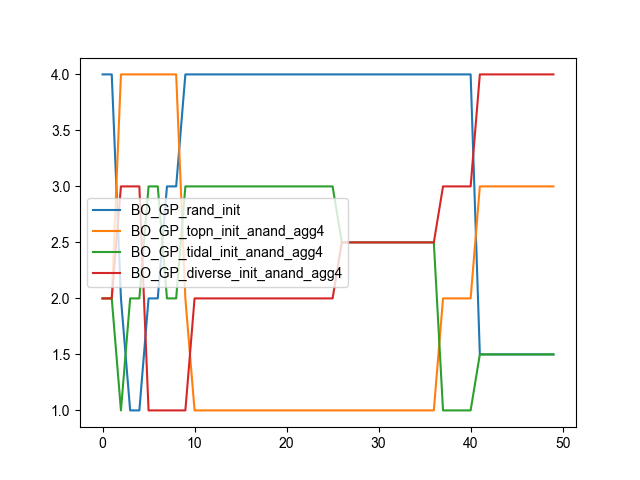 4.0
3.5
3.0
2.5
2.0
1.5
1.0
BO_GP_rand_init
BO_GP_topn_init_anand_agg4
BO_GP_tidal_init_anand_agg4
BO_GP_diverse_init_anand_agg4
0 10 20 30 40 50